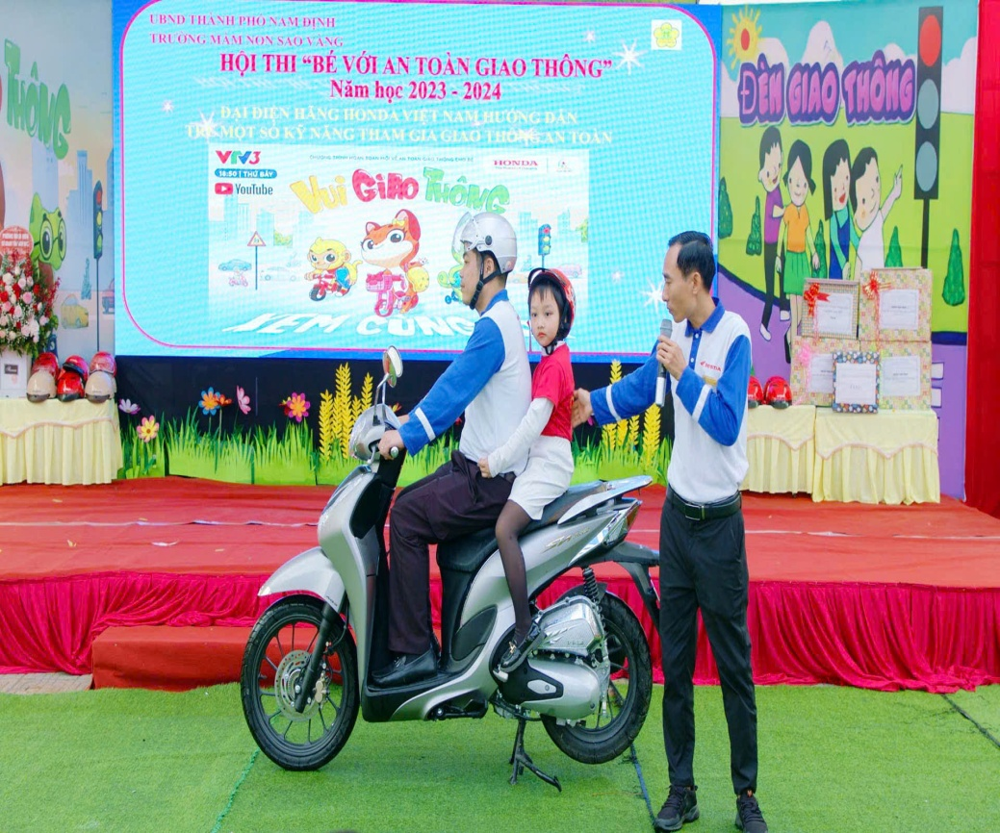 UBND THÀNH PHỐ NAM ĐỊNH
TRƯỜNG MẦM NON SAO VÀNG
HỘI THI “BÉ VỚI AN TOÀN GIAO THÔNG”
Năm học 2023 - 2024
ĐẠI DIỆN HÃNG HONDA VIỆT NAM HƯỚNG DẪN
TRẺ MỘT SỐ KỸ NĂNG THAM GIA GIAO THÔNG AN TOÀN
VTV3
18:50 | THỨ BẢY
YouTube
HONDA
Vui Giao Thông
XEM CÙNG
ĐÈN GIAO THÔNG
THÔNG
HONDA